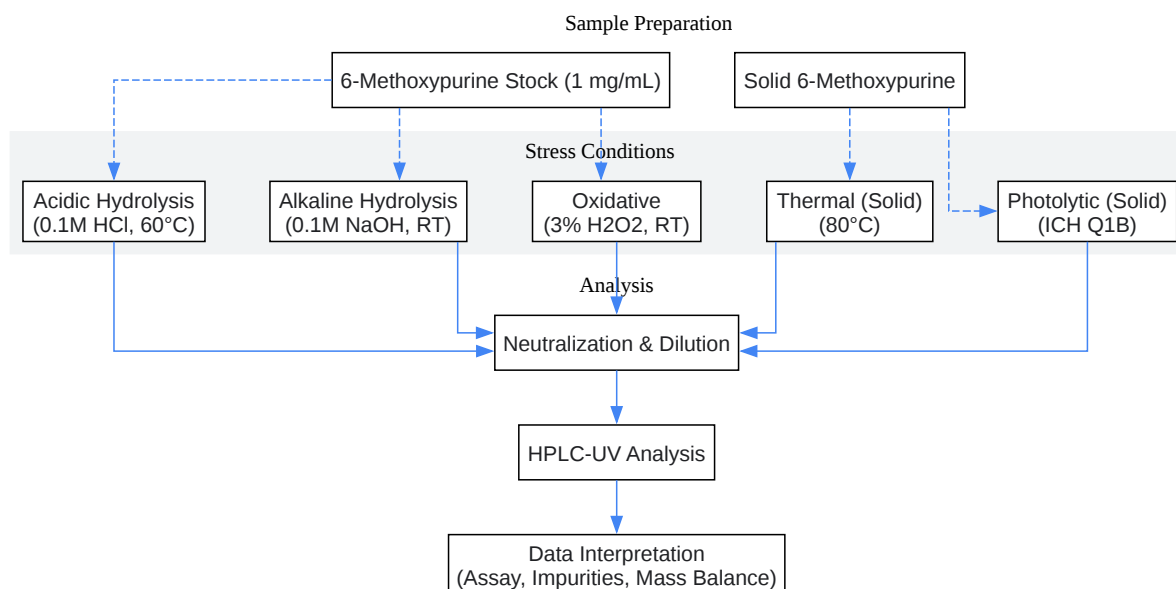 Sample Preparation
6-Methoxypurine Stock (1 mg/mL)
Solid 6-Methoxypurine
Stress Conditions
Acidic Hydrolysis
(0.1M HCl, 60°C)
Alkaline Hydrolysis
(0.1M NaOH, RT)
Oxidative
(3% H2O2, RT)
Thermal (Solid)
(80°C)
Photolytic (Solid)
(ICH Q1B)
Analysis
Neutralization & Dilution
HPLC-UV Analysis
Data Interpretation
(Assay, Impurities, Mass Balance)